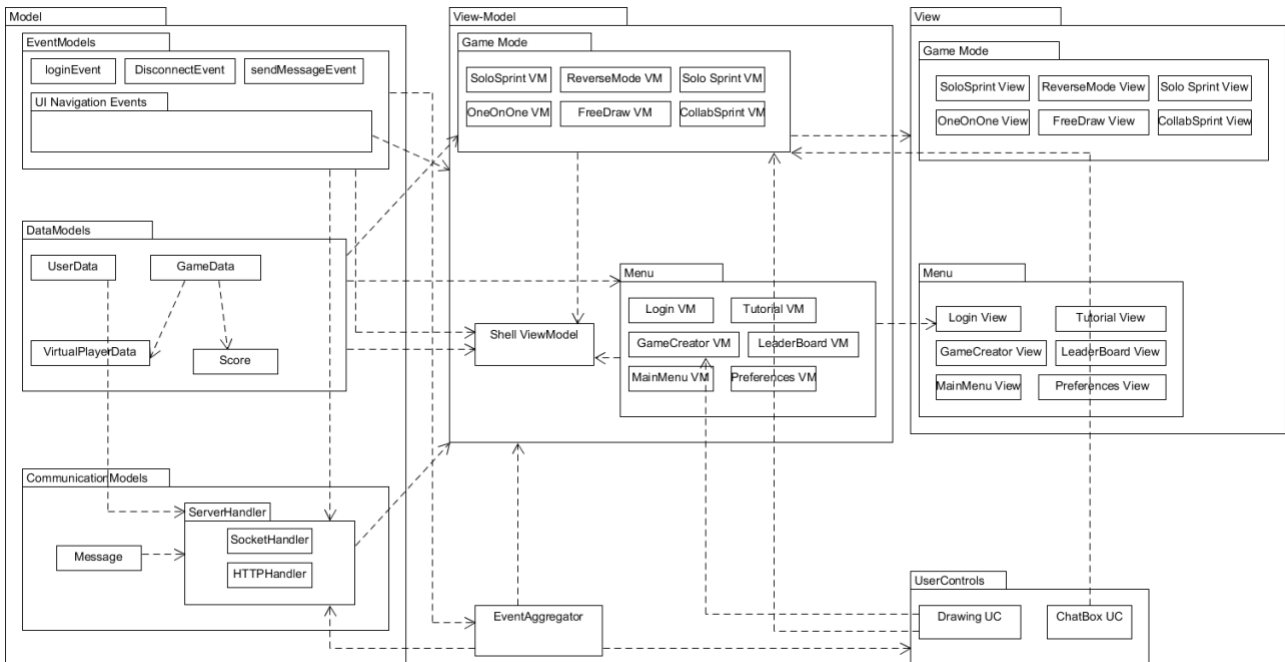 Model
EventModels
loginEvent
DisconnectEvent
sendMessageEvent
UI Navigation Events
DataModels
UserData
GameData
VirtualPlayerData
Score
CommunicationModels
ServerHandler
SocketHandler
Message
HTTPHandler
View-Model
Game Mode
SoloSprint VM
ReverseMode VM
Solo Sprint VM
OneOnOne VM
FreeDraw VM
CollabSprint VM
Shell ViewModel
Menu
Login VM
Tutorial VM
GameCreator VM
LeaderBoard VM
MainMenu VM
Preferences VM
EventAggregator
View
Game Mode
SoloSprint View
ReverseMode View
Solo Sprint View
OneOnOne View
FreeDraw View
CollabSprint View
Menu
Login View
Tutorial View
GameCreator View
LeaderBoard View
MainMenu View
Preferences View
UserControls
Drawing UC
ChatBox UC